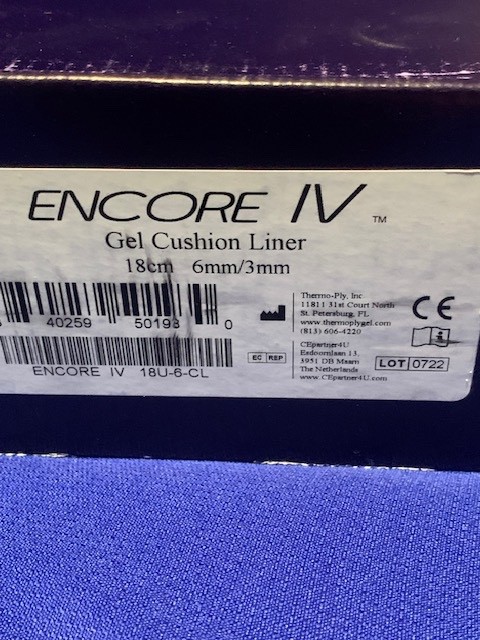 ENCORE IV ™
Gel Cushion Liner
18cm 6mm/3mm
40259 50193 0
ENCORE IV 18U-6-CL
Thermo-Ply, Inc
11811 31st Court North
St. Petersburg, FL
www.thermoplygel.com
(813) 606-4220
EC REP
CEpartner4U
Esdoornlaan 13,
3951 DB Maarn
The Netherlands
www.CEpartner4U.com
CE
i
LOT 0722